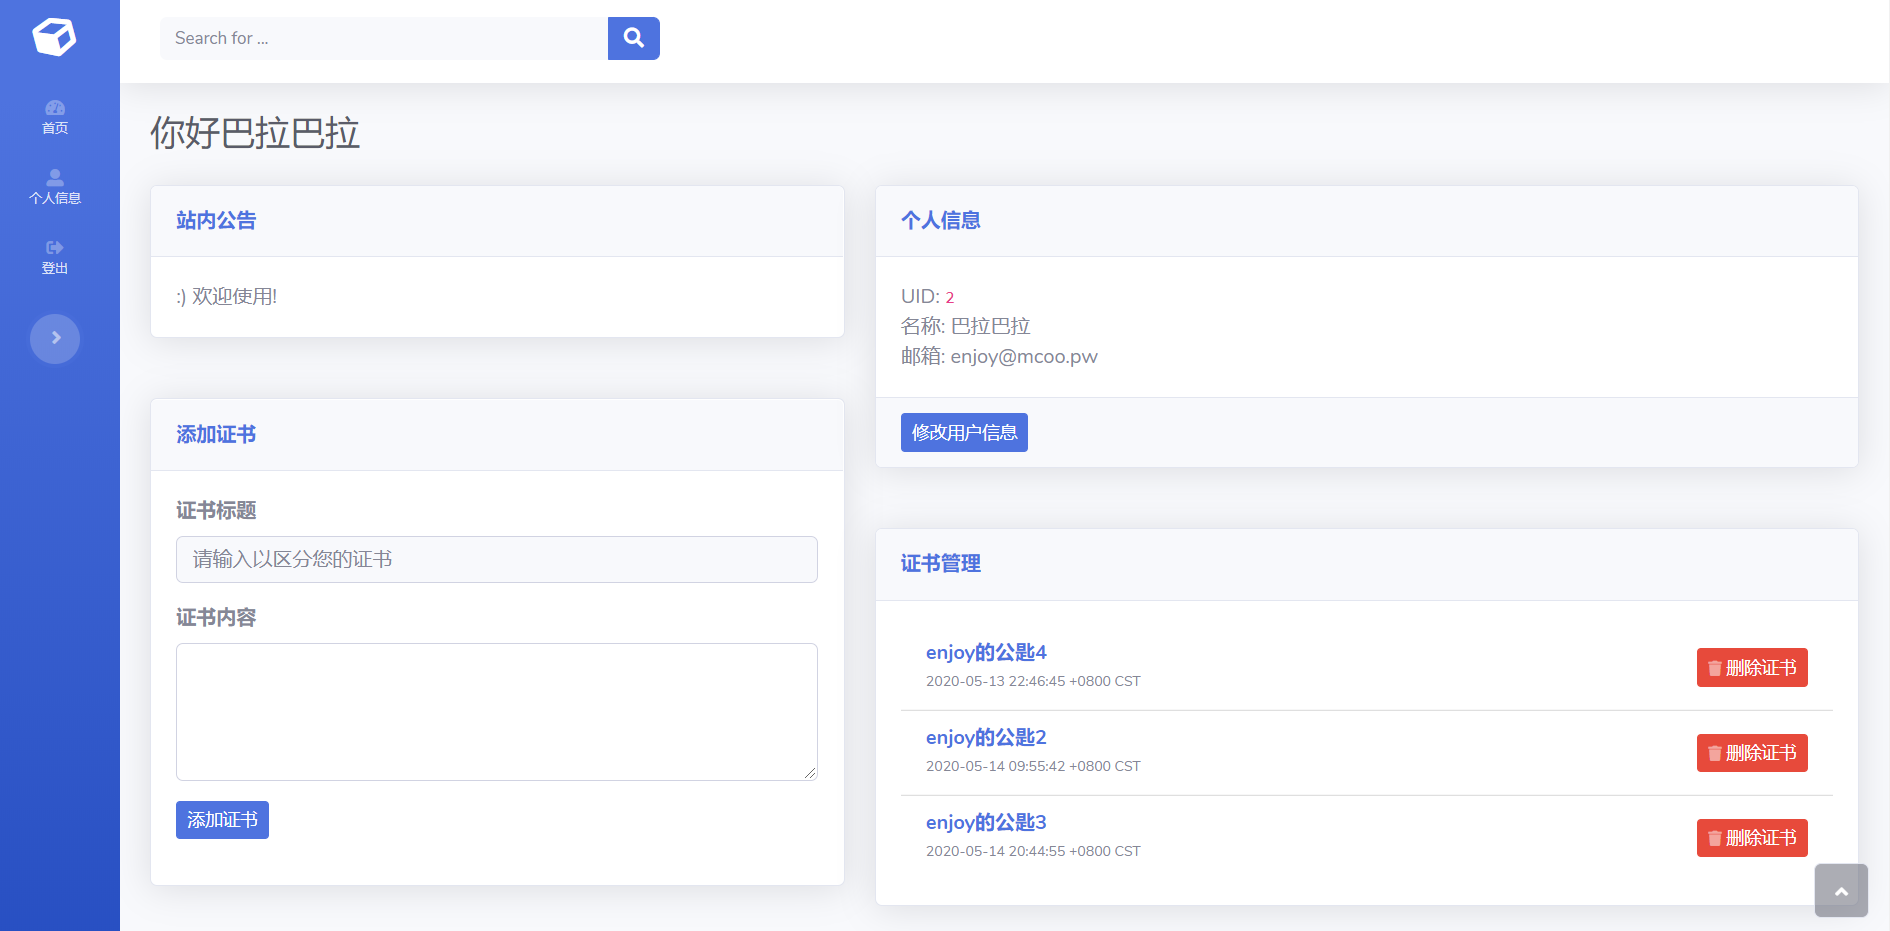 Search for ...
首页
个人信息
登出
你好巴拉巴拉
站内公告
:) 欢迎使用!
添加证书
证书标题
请输入以区分您的证书
证书内容
添加证书
个人信息
UID: 2
名称: 巴拉巴拉
邮箱: enjoy@mcoo.pw
修改用户信息
证书管理
enjoy的公匙4
2020-05-13 22:46:45 +0800 CST
删除证书
enjoy的公匙2
2020-05-14 09:55:42 +0800 CST
删除证书
enjoy的公匙3
2020-05-14 20:44:55 +0800 CST
删除证书